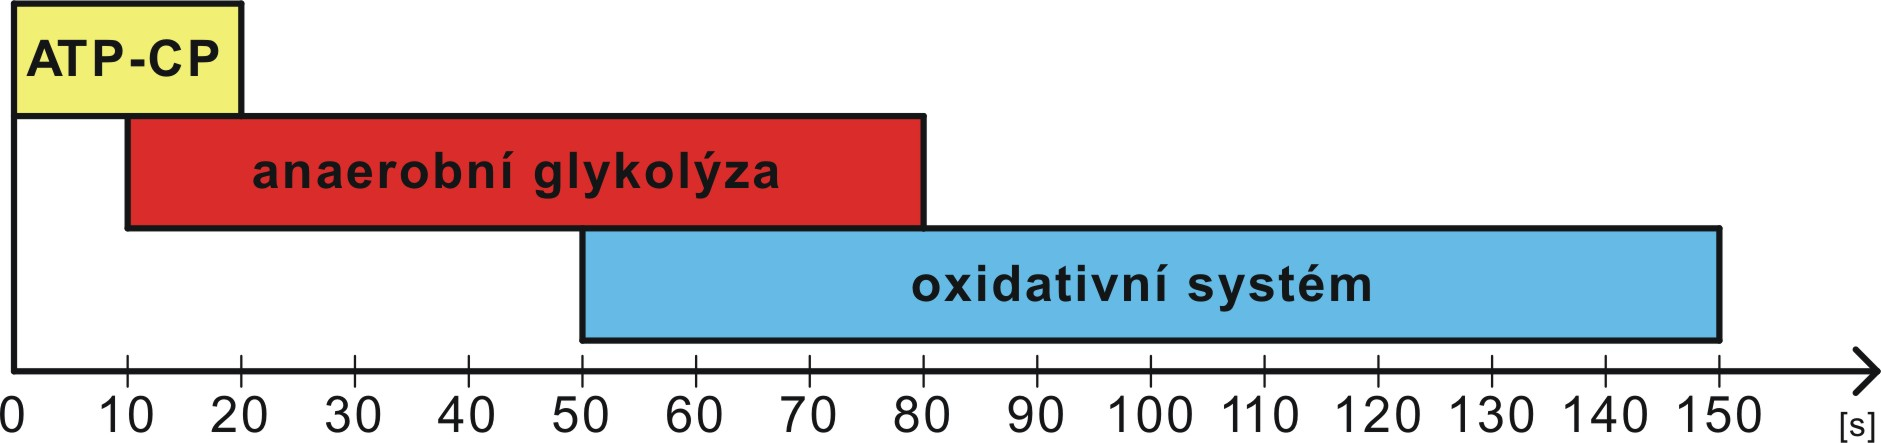 ATP-CP
anaerobní glykolýza
oxidativní systém
0 10 20 30 40 50 60 70 80 90 100 110 120 130 140 150 [s]